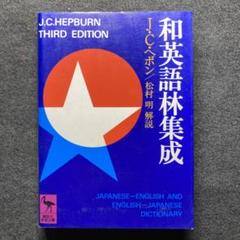 J.C.HEPBURN
THIRD EDITION
和英語林集成
J・C・ヘボン/松村 明 解説
JAPANESE–ENGLISH AND
ENGLISH–JAPANESE
DICTIONARY